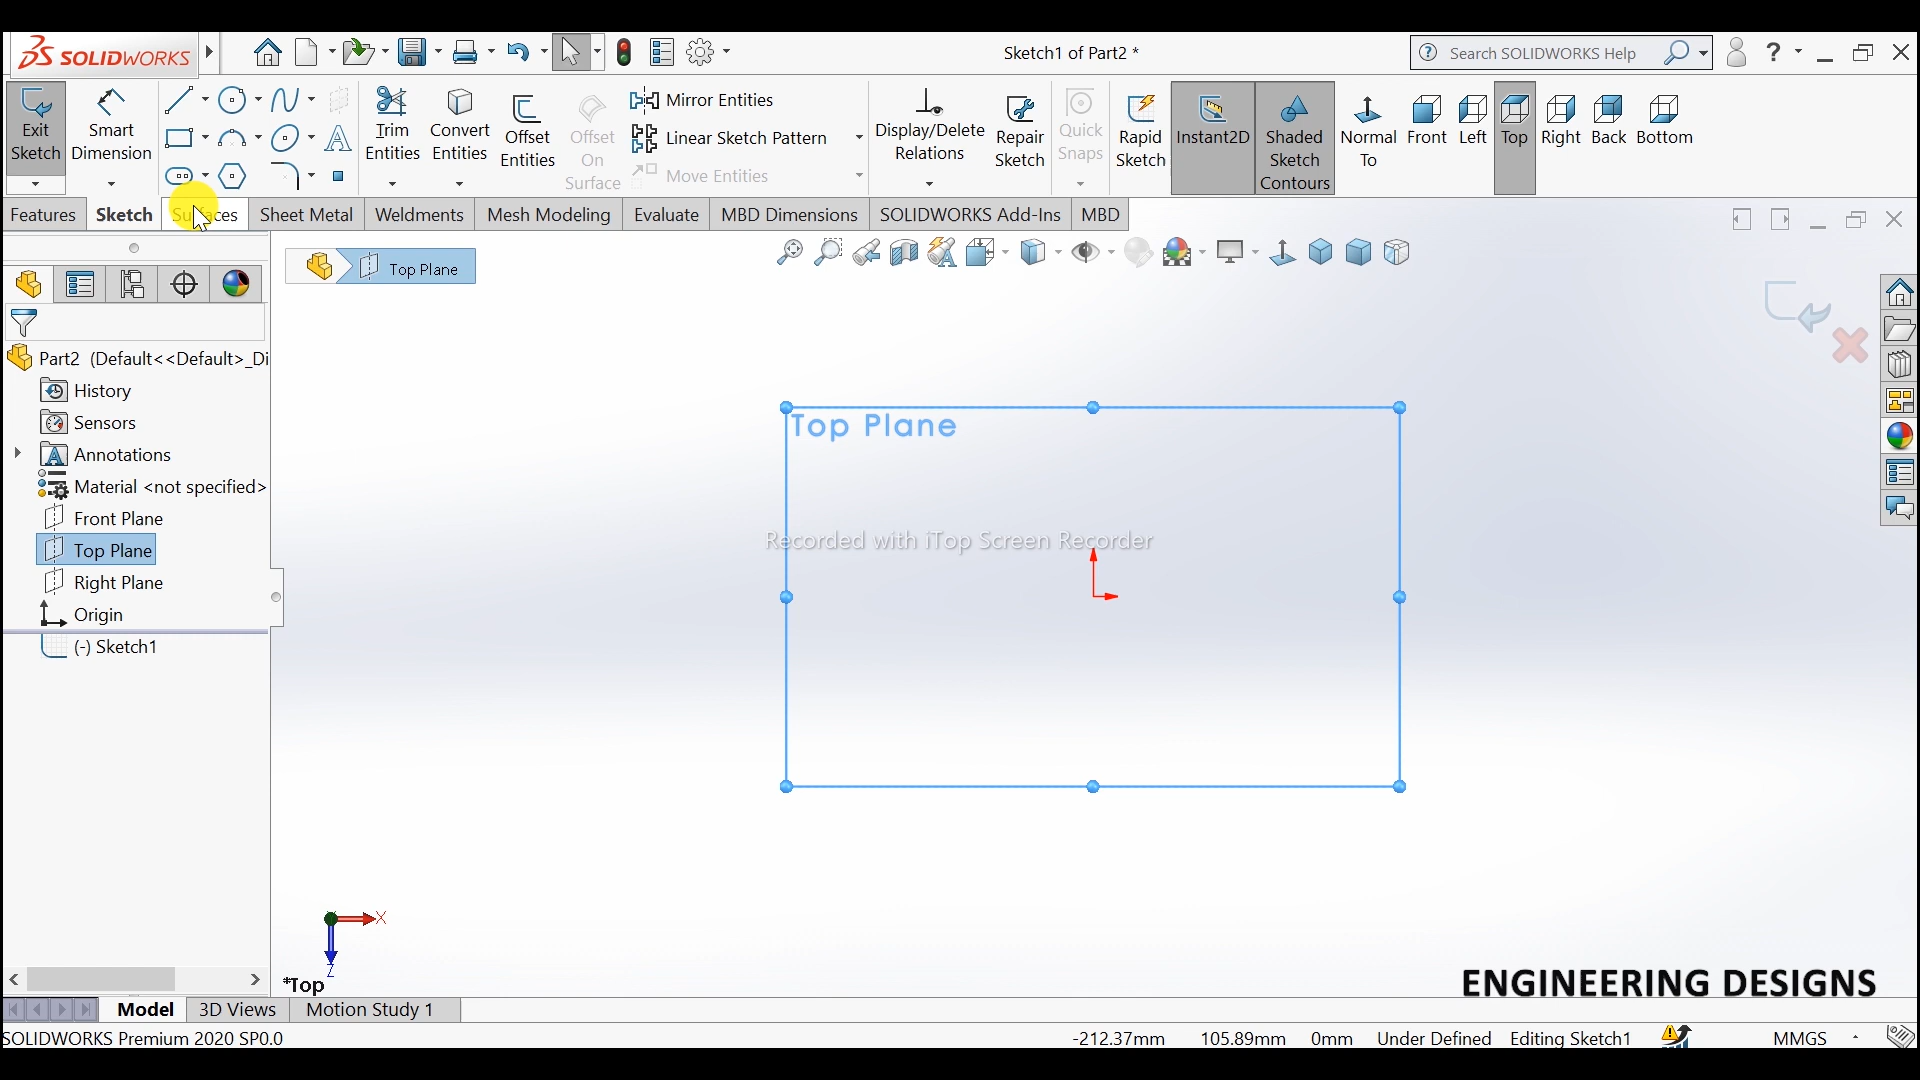 SOLIDWORKS
Sketch1 of Part2 *
Search SOLIDWORKS Help
?
Exit Sketch
Smart Dimension
Trim Entities
Convert Entities
Offset Entities
Offset On Surface
Mirror Entities
Linear Sketch Pattern
Move Entities
Display/Delete Relations
Repair Sketch
Quick Snaps
Rapid Sketch
Instant2D
Shaded Sketch Contours
Normal To
Front
Left
Top
Right
Back
Bottom
Features
Sketch
Surfaces
Sheet Metal
Weldments
Mesh Modeling
Evaluate
MBD Dimensions
SOLIDWORKS Add-Ins
MBD
Top Plane
Part2 (Default<<Default>_Di
History
Sensors
Annotations
Material <not specified>
Front Plane
Top Plane
Right Plane
Origin
(-) Sketch1
Top Plane
Recorded with iTop Screen Recorder
X
Z
*Top
ENGINEERING DESIGNS
Model
3D Views
Motion Study 1
SOLIDWORKS Premium 2020 SP0.0
-212.37mm
105.89mm
0mm
Under Defined
Editing Sketch1
MMGS